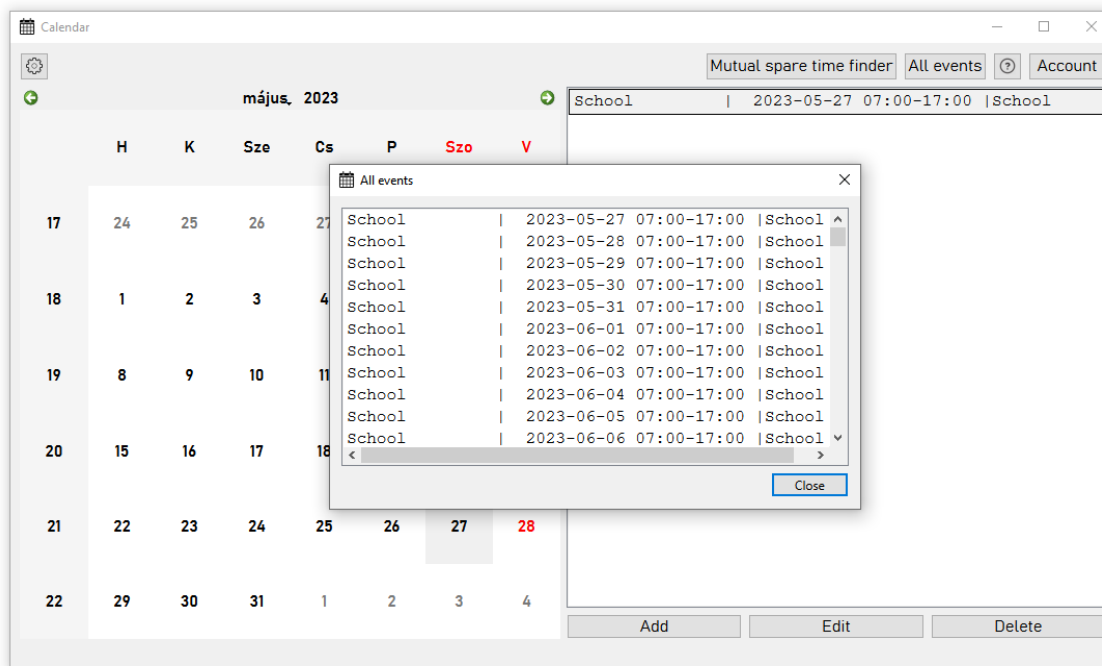 Calendar
Mutual spare time finder All events ? Account
május, 2023
School | 2023-05-27 07:00-17:00 |School
H K Sze Cs P Szo V
17 24 25 26 27
18 1 2 3 4
19 8 9 10 11
20 15 16 17 18
21 22 23 24 25 26 27 28
22 29 30 31 1 2 3 4
All events
School | 2023-05-27 07:00-17:00 |School
School | 2023-05-28 07:00-17:00 |School
School | 2023-05-29 07:00-17:00 |School
School | 2023-05-30 07:00-17:00 |School
School | 2023-05-31 07:00-17:00 |School
School | 2023-06-01 07:00-17:00 |School
School | 2023-06-02 07:00-17:00 |School
School | 2023-06-03 07:00-17:00 |School
School | 2023-06-04 07:00-17:00 |School
School | 2023-06-05 07:00-17:00 |School
School | 2023-06-06 07:00-17:00 |School
Close
Add Edit Delete